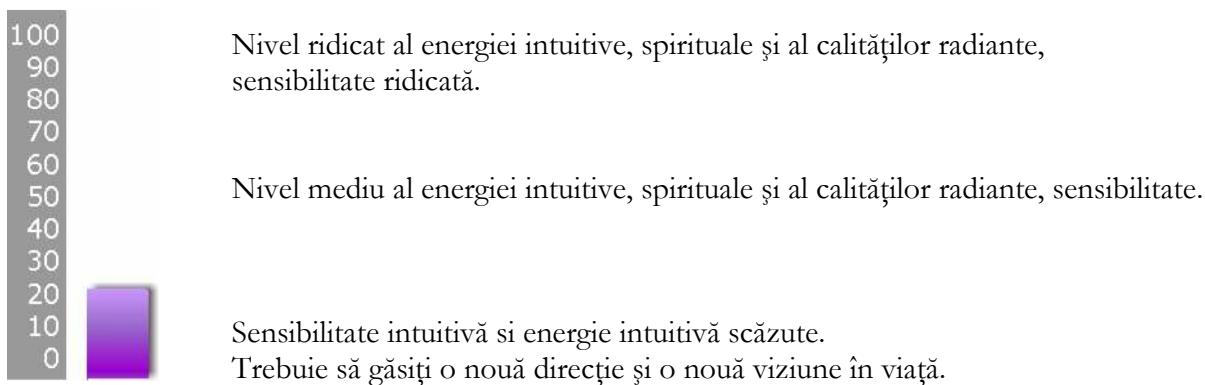 100
90
80
70
60
50
40
30
20
10
0
Nivel ridicat al energiei intuitive, spirituale şi al calităţilor radiante,
sensibilitate ridicată.
Nivel mediu al energiei intuitive, spirituale şi al calităţilor radiante, sensibilitate.
Sensibilitate intuitivă si energie intuitivă scăzute.
Trebuie să găsiţi o nouă direcţie şi o nouă viziune în viaţă.